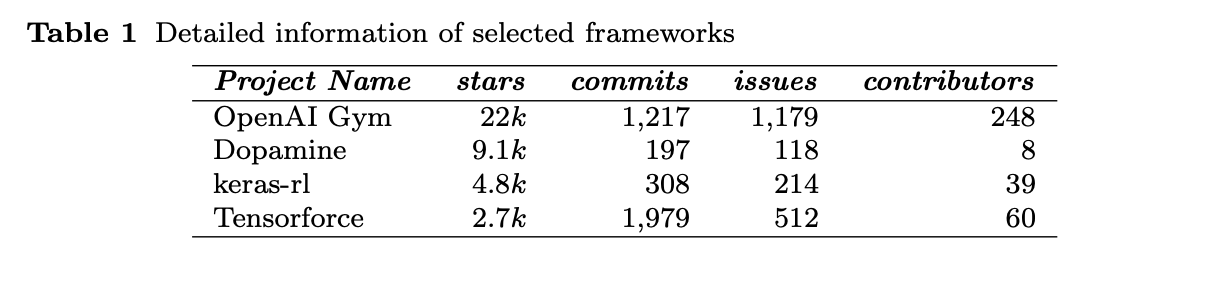 Table 1 Detailed information of selected frameworks
Project Name stars commits issues contributors
OpenAI Gym 22k 1,217 1,179 248
Dopamine 9.1k 197 118 8
keras-rl 4.8k 308 214 39
Tensorforce 2.7k 1,979 512 60